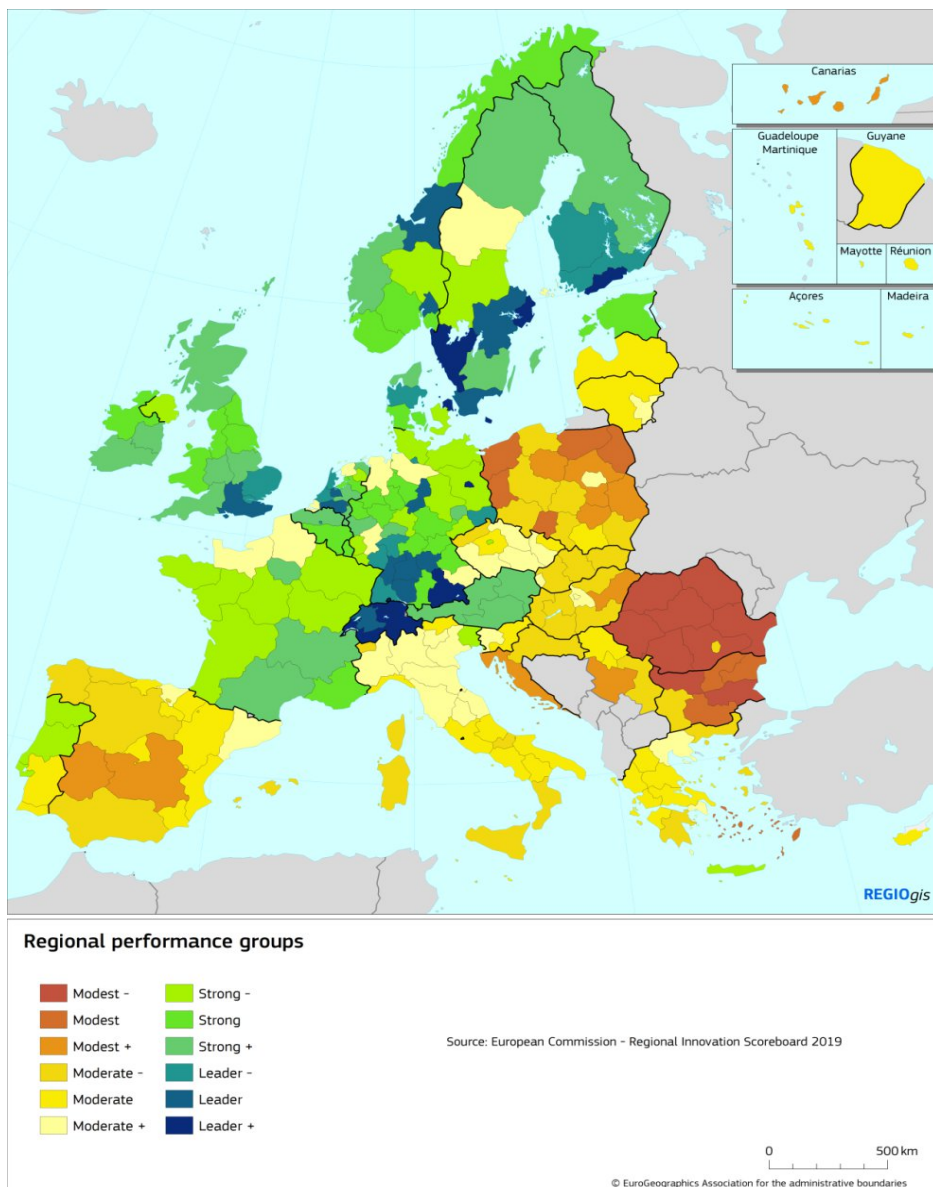 Canarias
Guadeloupe
Martinique
Guyane
Mayotte
Réunion
Açores
Madeira
REGIOgis
Regional performance groups
Modest -
Modest
Modest +
Moderate -
Moderate
Moderate +
Strong -
Strong
Strong +
Leader -
Leader
Leader +
Source: European Commission - Regional Innovation Scoreboard 2019
0 500 km
© EuroGeographics Association for the administrative boundaries